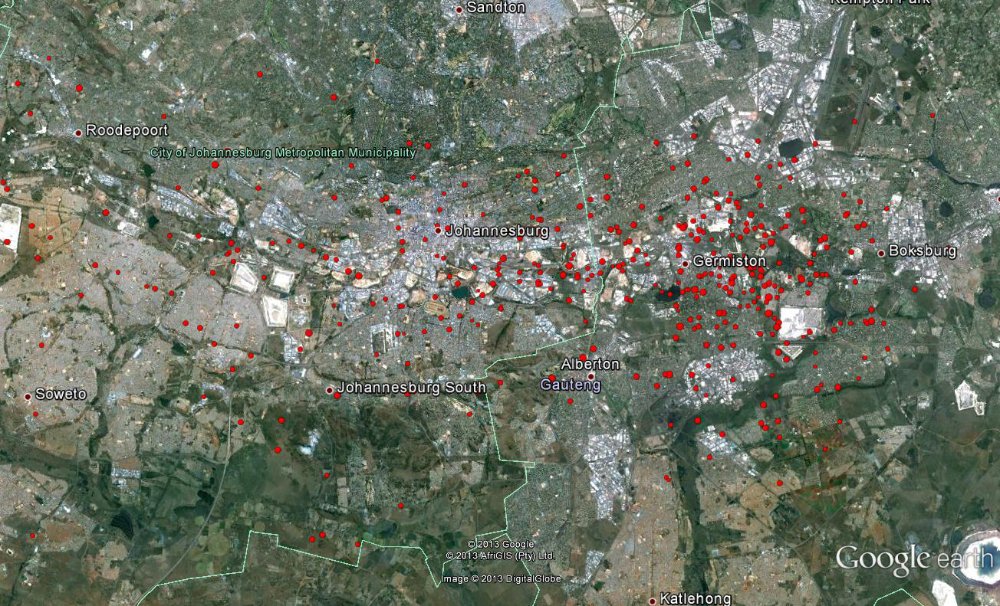 Sandton
Kempton Park
Roodepoort
City of Johannesburg Metropolitan Municipality
Johannesburg
Boksburg
Germiston
Alberton
Gauteng
Johannesburg South
Soweto
© 2013 Google
© 2013 AfriGIS (Pty) Ltd.
Image © 2013 DigitalGlobe
Google earth
Katlehong